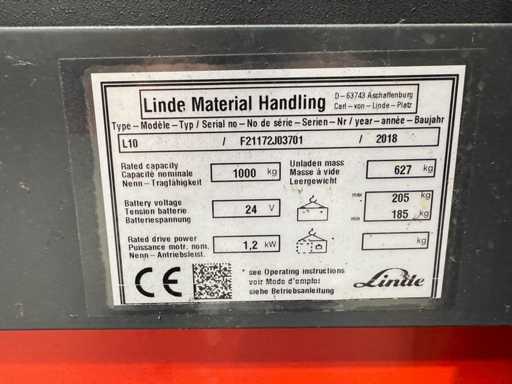 Linde Material Handling
D-63743 Aschaffenburg
Carl-von-Linde-Platz
Type-Modèle-Typ / Serial no-No de série-Serien-Nr / year-année-Baujahr
L10 / F21172J03701 / 2018
Rated capacity
Capacité nominale
Nenn-Tragfähigkeit
1000 kg
Unladen mass
Masse à vide
Leergewicht
627 kg
Battery voltage
Tension batterie
Batteriespannung
24 V
max 205 kg
min 185 kg
Rated drive power
Puissance motr. nom.
Nenn-Antriebsleist.
1,2 kW
kg
CE
* see Operating instructions
voir Mode d'emploi
siehe Betriebsanleitung
Linde